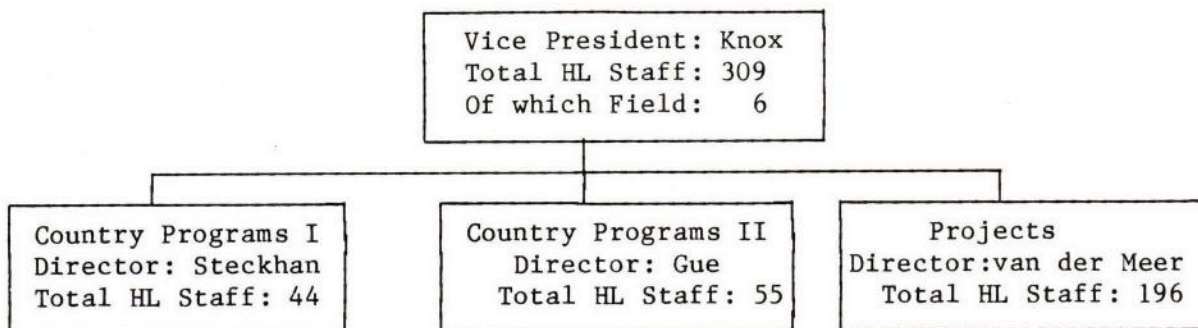 Vice President: Knox
Total HL Staff: 309
Of which Field: 6
Country Programs I
Director: Steckhan
Total HL Staff: 44
Country Programs II
Director: Gue
Total HL Staff: 55
Projects
Director:van der Meer
Total HL Staff: 196